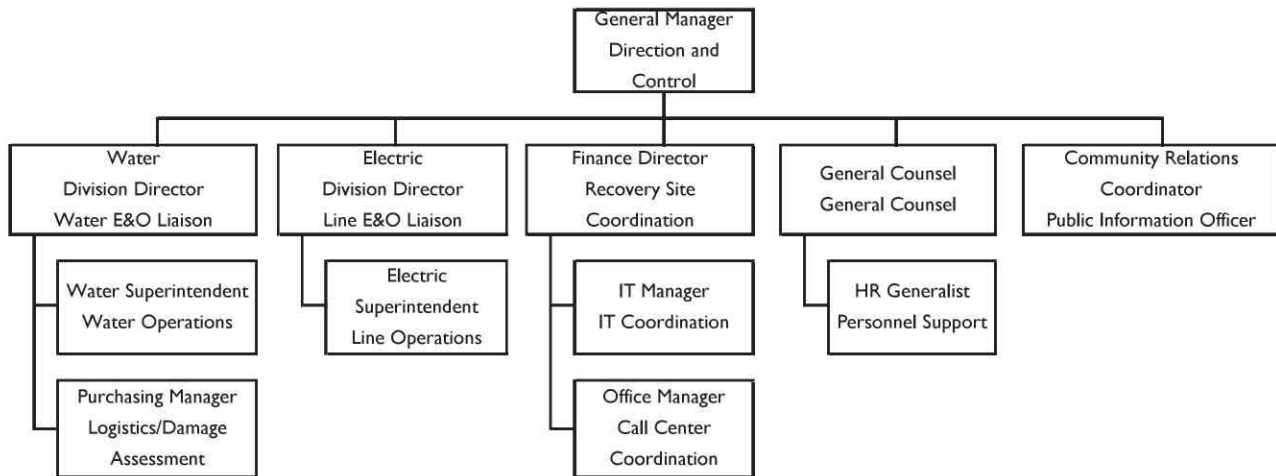 General Manager
Direction and
Control
Water
Division Director
Water E&O Liaison
Electric
Division Director
Line E&O Liaison
Finance Director
Recovery Site
Coordination
General Counsel
General Counsel
Community Relations
Coordinator
Public Information Officer
Water Superintendent
Water Operations
Electric
Superintendent
Line Operations
IT Manager
IT Coordination
HR Generalist
Personnel Support
Purchasing Manager
Logistics/Damage
Assessment
Office Manager
Call Center
Coordination